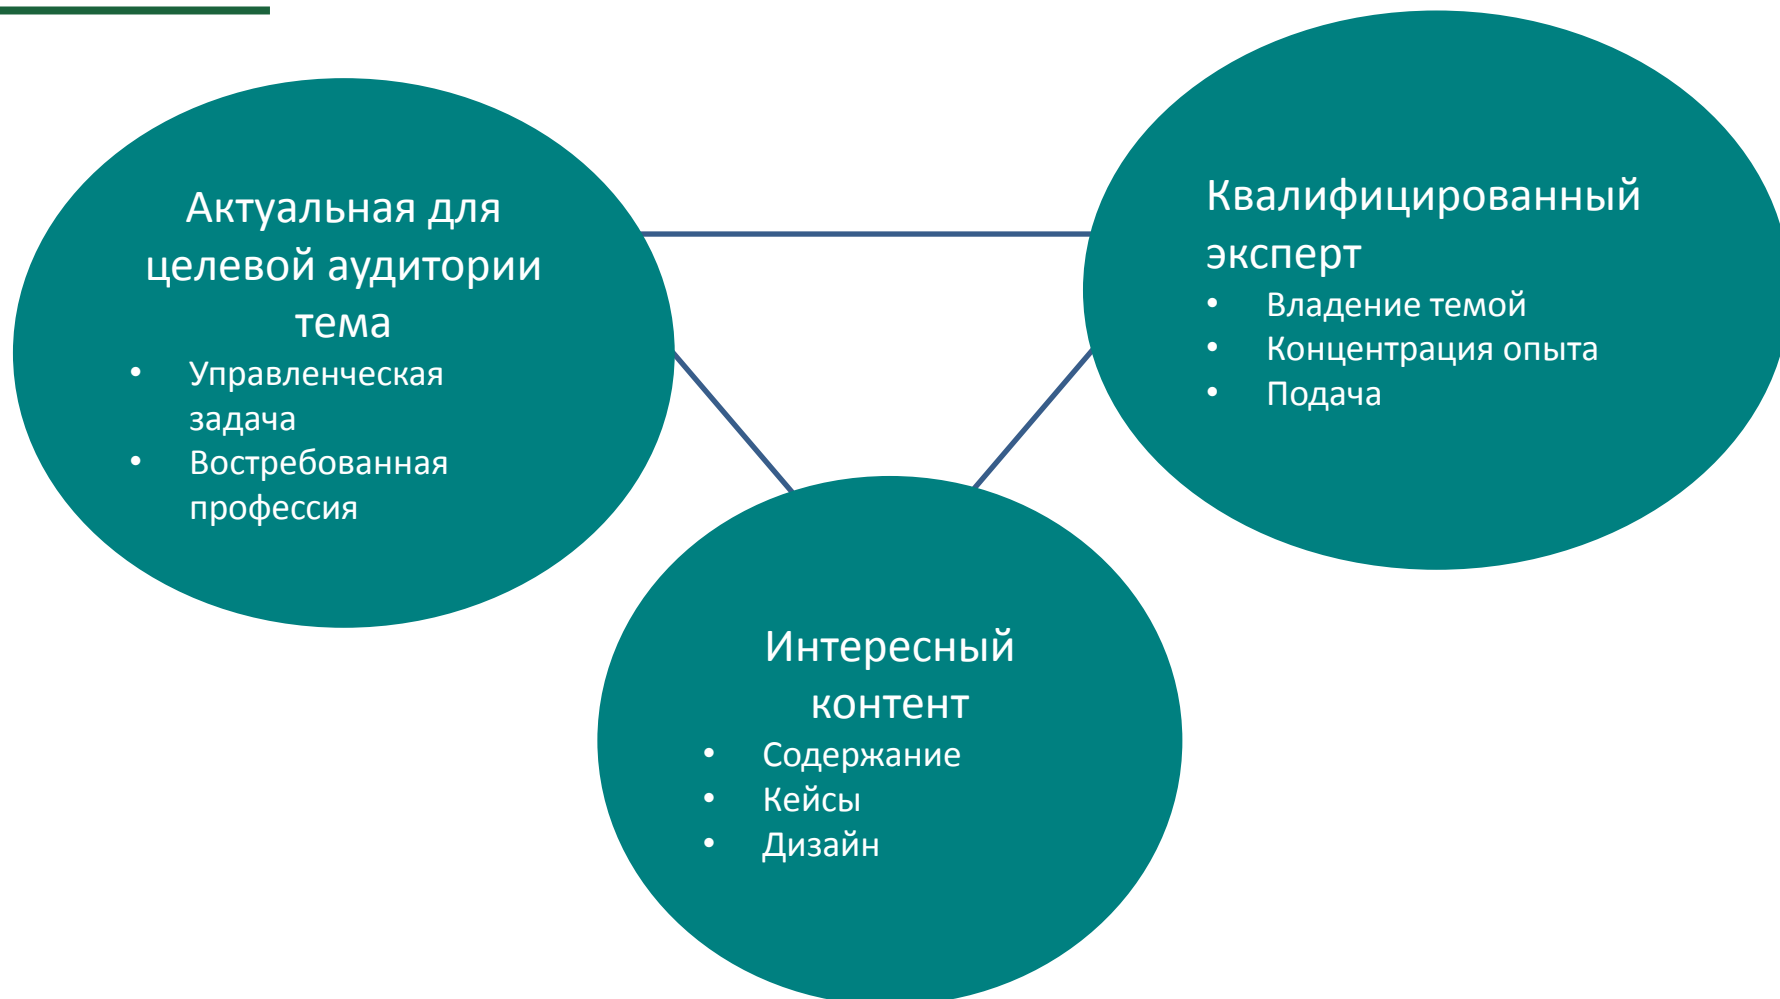 Актуальная для
целевой аудитории
тема
• Управленческая
задача
• Востребованная
профессия
Квалифицированный
эксперт
• Владение темой
• Концентрация опыта
• Подача
Интересный
контент
• Содержание
• Кейсы
• Дизайн